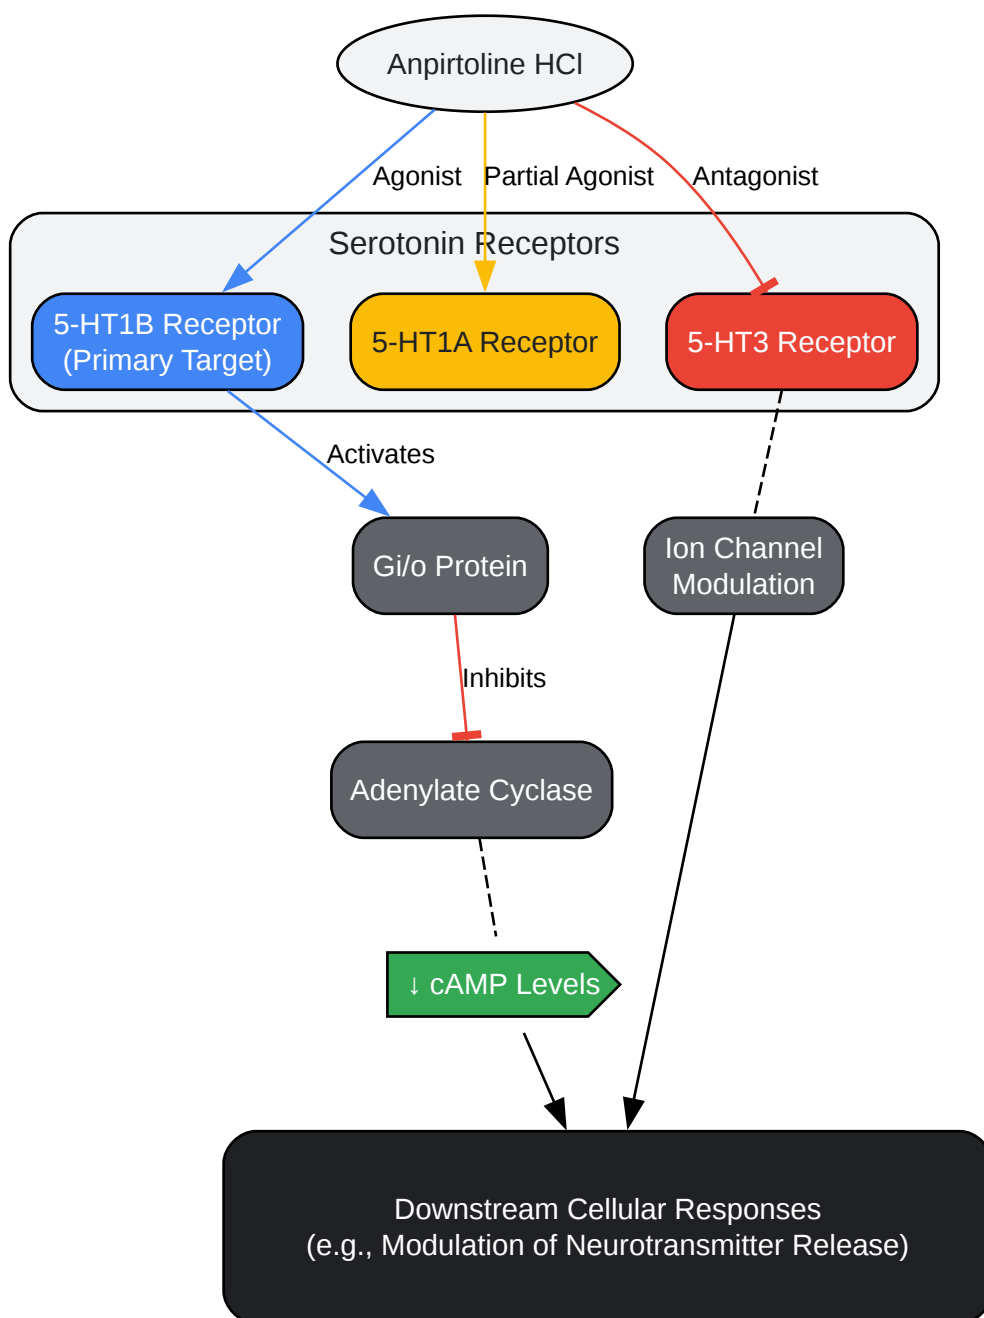 Anpirtoline HCl
Agonist
Partial Agonist
Antagonist
Serotonin Receptors
5-HT1B Receptor
(Primary Target)
5-HT1A Receptor
5-HT3 Receptor
Activates
Gi/o Protein
Ion Channel
Modulation
Inhibits
Adenylate Cyclase
↓ cAMP Levels
Downstream Cellular Responses
(e.g., Modulation of Neurotransmitter Release)